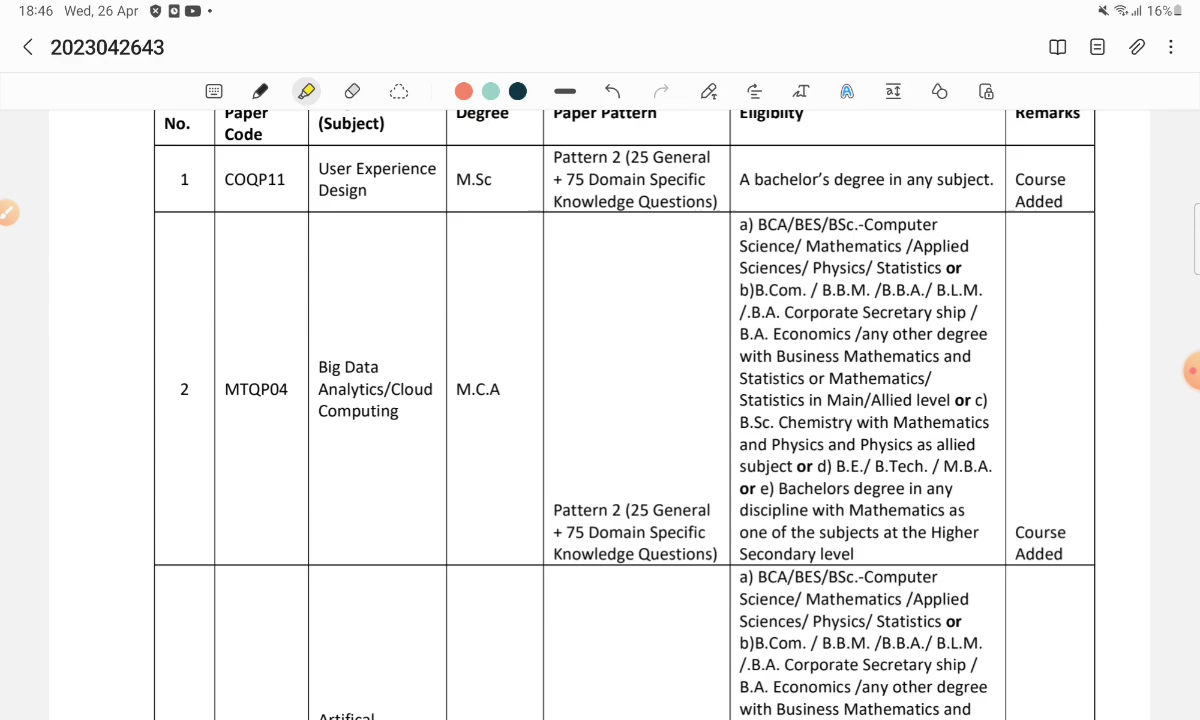 18:46 Wed, 26 Apr
16%
2023042643
No.
Paper
Code
(Subject)
Degree
Paper Pattern
Eligiblity
Remarks
1
COQP11
User Experience
Design
M.Sc
Pattern 2 (25 General
+ 75 Domain Specific
Knowledge Questions)
A bachelor's degree in any subject.
Course
Added
2
MTQP04
Big Data
Analytics/Cloud
Computing
M.C.A
Pattern 2 (25 General
+ 75 Domain Specific
Knowledge Questions)
a) BCA/BES/BSc.-Computer
Science/ Mathematics /Applied
Sciences/ Physics/ Statistics or
b)B.Com. / B.B.M. /B.B.A./ B.L.M.
/.B.A. Corporate Secretary ship /
B.A. Economics /any other degree
with Business Mathematics and
Statistics or Mathematics/
Statistics in Main/Allied level or c)
B.Sc. Chemistry with Mathematics
and Physics and Physics as allied
subject or d) B.E./ B.Tech. / M.B.A.
or e) Bachelors degree in any
discipline with Mathematics as
one of the subjects at the Higher
Secondary level
Course
Added
Artifical
a) BCA/BES/BSc.-Computer
Science/ Mathematics /Applied
Sciences/ Physics/ Statistics or
b)B.Com. / B.B.M. /B.B.A./ B.L.M.
/.B.A. Corporate Secretary ship /
B.A. Economics /any other degree
with Business Mathematics and